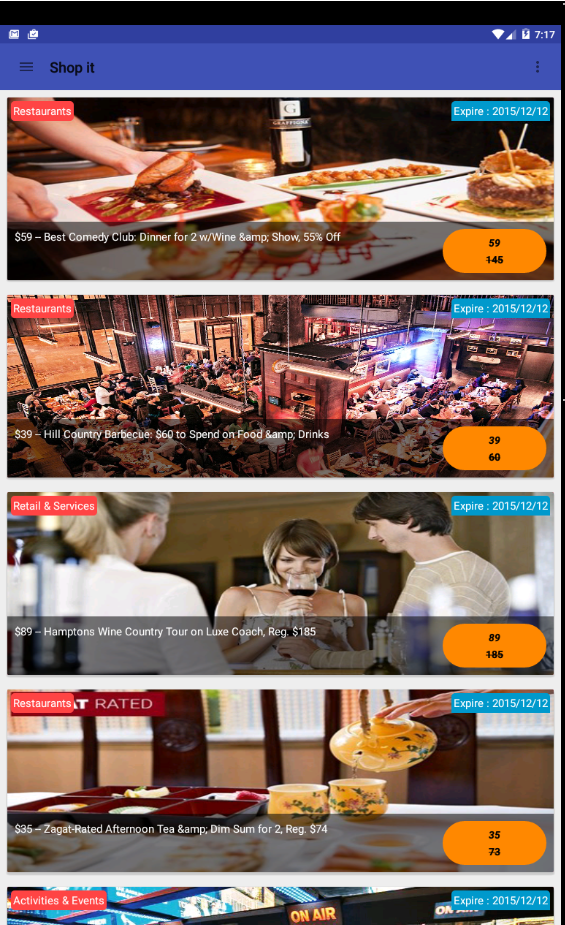 7:17
Shop it
Restaurants
Expire : 2015/12/12
G
$59 -- Best Comedy Club: Dinner for 2 w/Wine &amp; Show, 55% Off
59
145
Restaurants
Expire : 2015/12/12
$39 -- Hill Country Barbecue: $60 to Spend on Food &amp; Drinks
39
60
Retail & Services
Expire : 2015/12/12
$89 -- Hamptons Wine Country Tour on Luxe Coach, Reg. $185
89
185
Restaurants
T RATED
Expire : 2015/12/12
$35 -- Zagat-Rated Afternoon Tea &amp; Dim Sum for 2, Reg. $74
35
73
Activities & Events
Expire : 2015/12/12
ON AIR